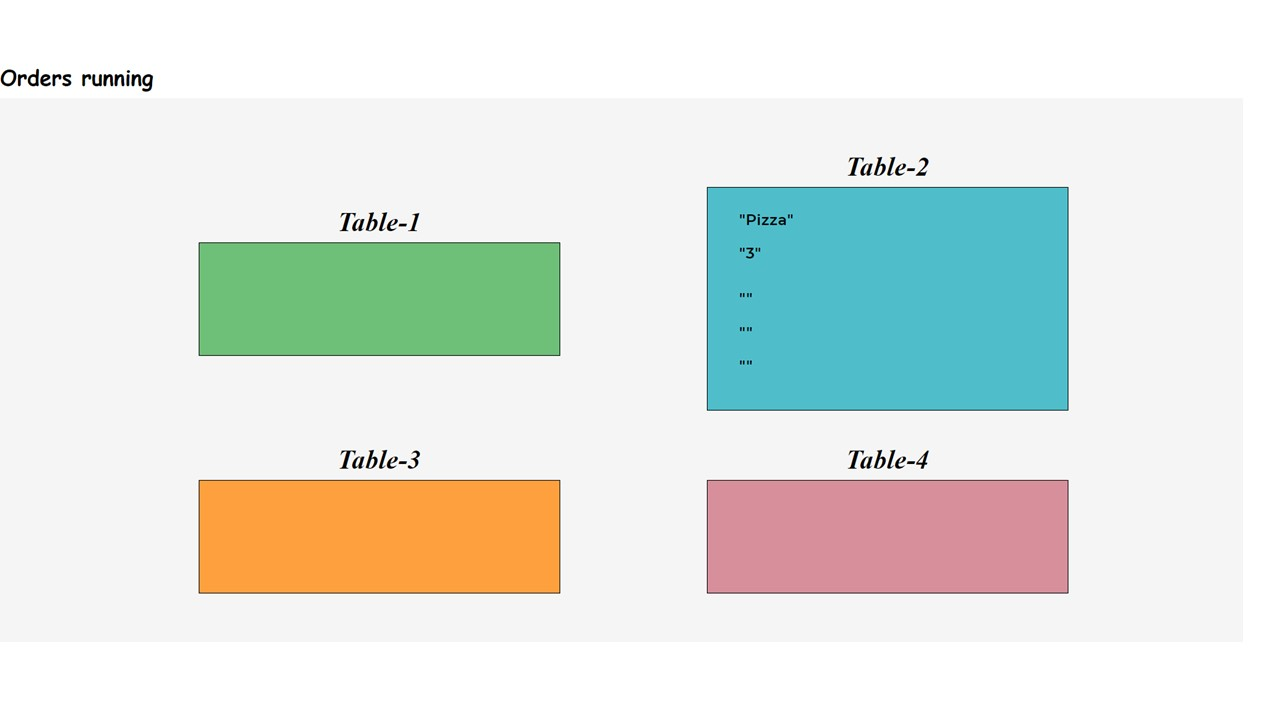 Orders running
Table-1
Table-2
"Pizza"
"3"
""
""
""
Table-3
Table-4